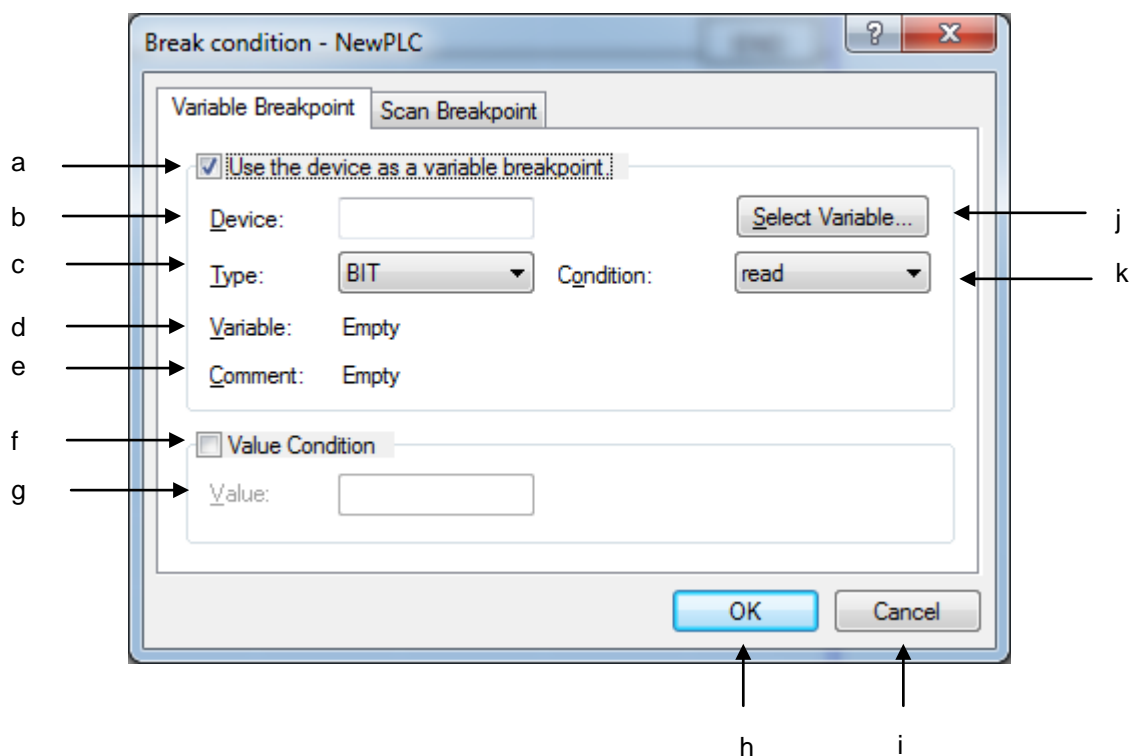 Break condition - NewPLC
Variable Breakpoint Scan Breakpoint
a Use the device as a variable breakpoint.
b Device: Select Variable... j
c Type: BIT Condition: read k
d Variable: Empty
e Comment: Empty
f Value Condition
g Value:
OK Cancel
h i